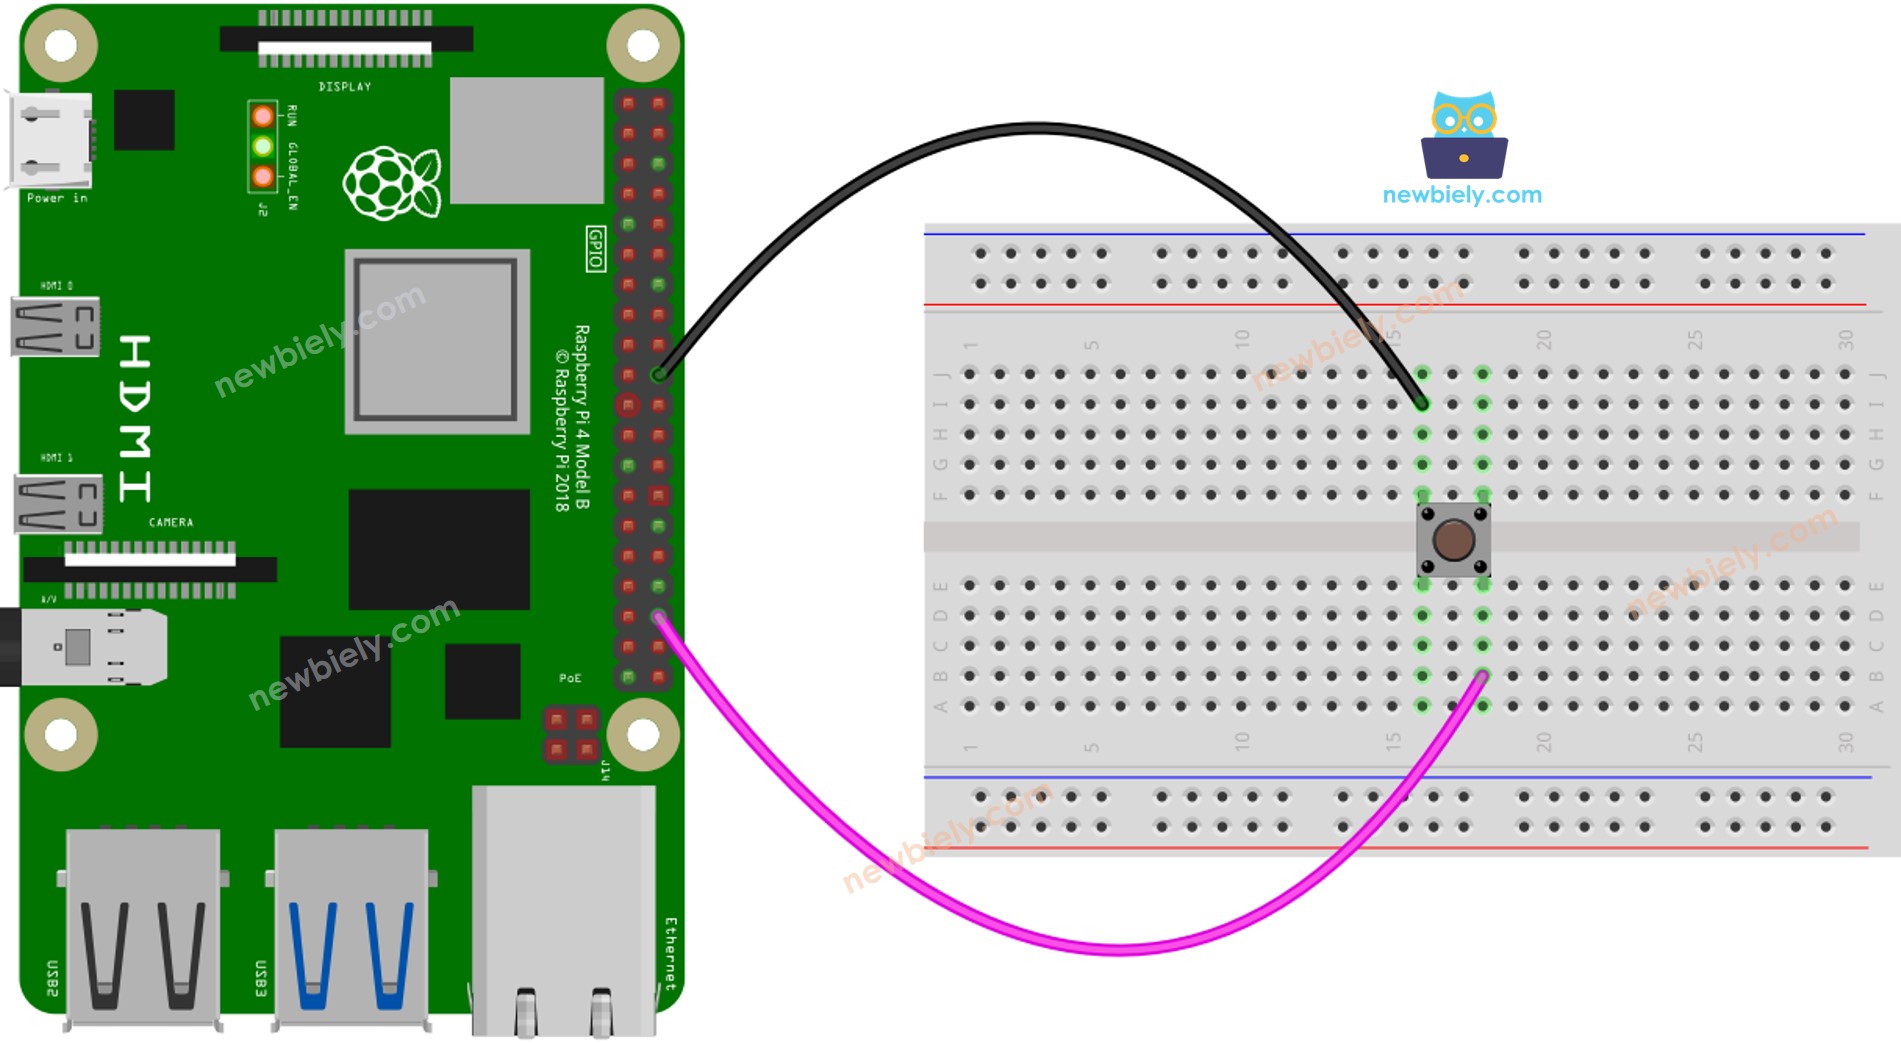 DISPLAY
RUN
GLOBAL_EN
J2
Power in
GPIO
HDMI 0
HDMI
HDMI 1
Raspberry Pi 4 Model B
© Raspberry Pi 2018
CAMERA
A/V
PoE
J14
USB2
USB3
Ethernet
newbiely.com
newbiely.com
newbiely.com
newbiely.com
newbiely.com
newbiely.com
1 5 10 15 20 25 30
J J
I I
H H
G G
F F
E E
D D
C C
B B
A A
1 5 10 15 20 25 30